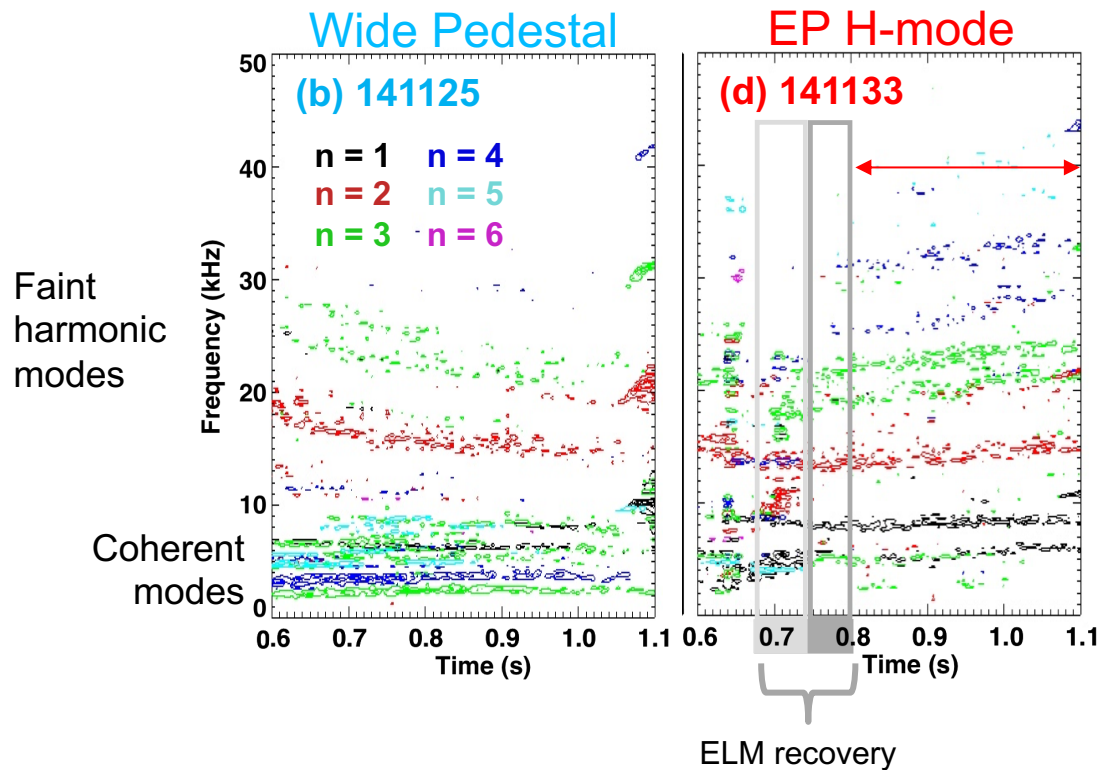 Wide Pedestal
EP H-mode
(b) 141125
(d) 141133
n = 1 n = 4
n = 2 n = 5
n = 3 n = 6
Faint
harmonic
modes
Coherent
modes
Frequency (kHz)
50
40
30
20
10
0
0.6 0.7 0.8 0.9 1.0 1.1
Time (s)
0.6 0.7 0.8 0.9 1.0 1.1
Time (s)
ELM recovery